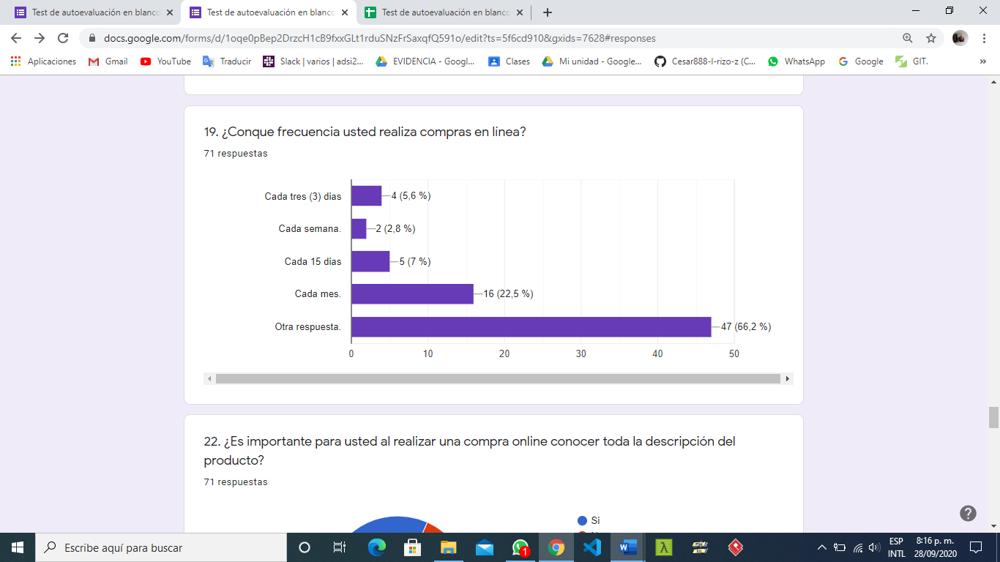 Test de autoevaluación en blanco
Test de autoevaluación en blanco
Test de autoevaluación en blanco
docs.google.com/forms/d/1oqe0pBep2DrzcH1cB9fxxGLt1rduSNzFrSaxqfQ591o/edit?ts=5f6cd910&gxids=7628#responses
Aplicaciones Gmail YouTube Traducir Slack | varios | adsi2... EVIDENCIA - Googl... Clases Mi unidad - Google... Cesar888-I-rizo-z (C... WhatsApp Google GIT. »
19. ¿Conque frecuencia usted realiza compras en línea?
71 respuestas
Cada tres (3) dias 4 (5,6 %)
Cada semana. 2 (2,8 %)
Cada 15 dias 5 (7 %)
Cada mes. 16 (22,5 %)
Otra respuesta. 47 (66,2 %)
0 10 20 30 40 50
22. ¿Es importante para usted al realizar una compra online conocer toda la descripción del
producto?
71 respuestas
Si
Escribe aquí para buscar
1
ESP
INTL
8:16 p. m.
28/09/2020